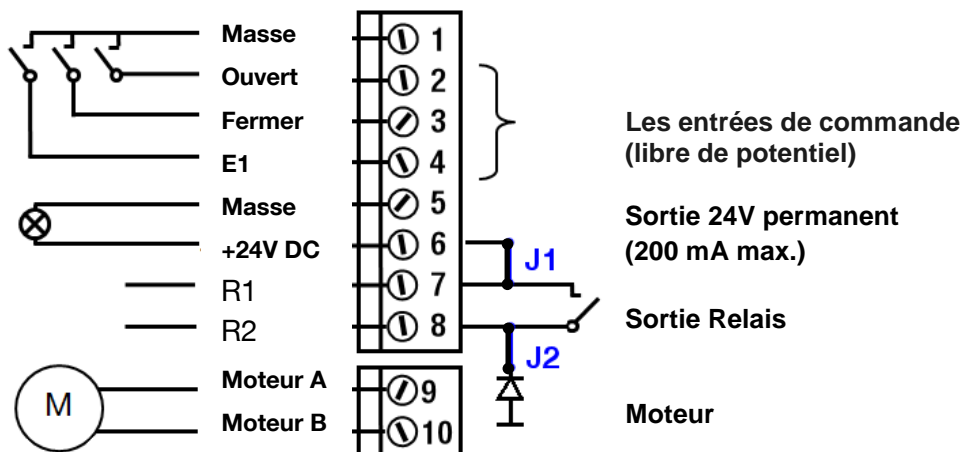 Masse 1
Ouvert 2
Fermer 3
E1 4
Les entrées de commande
(libre de potentiel)
Masse 5
Sortie 24V permanent
+24V DC 6
(200 mA max.)
J1
R1 7
R2 8
Sortie Relais
J2
Moteur A 9
M
Moteur B 10
Moteur